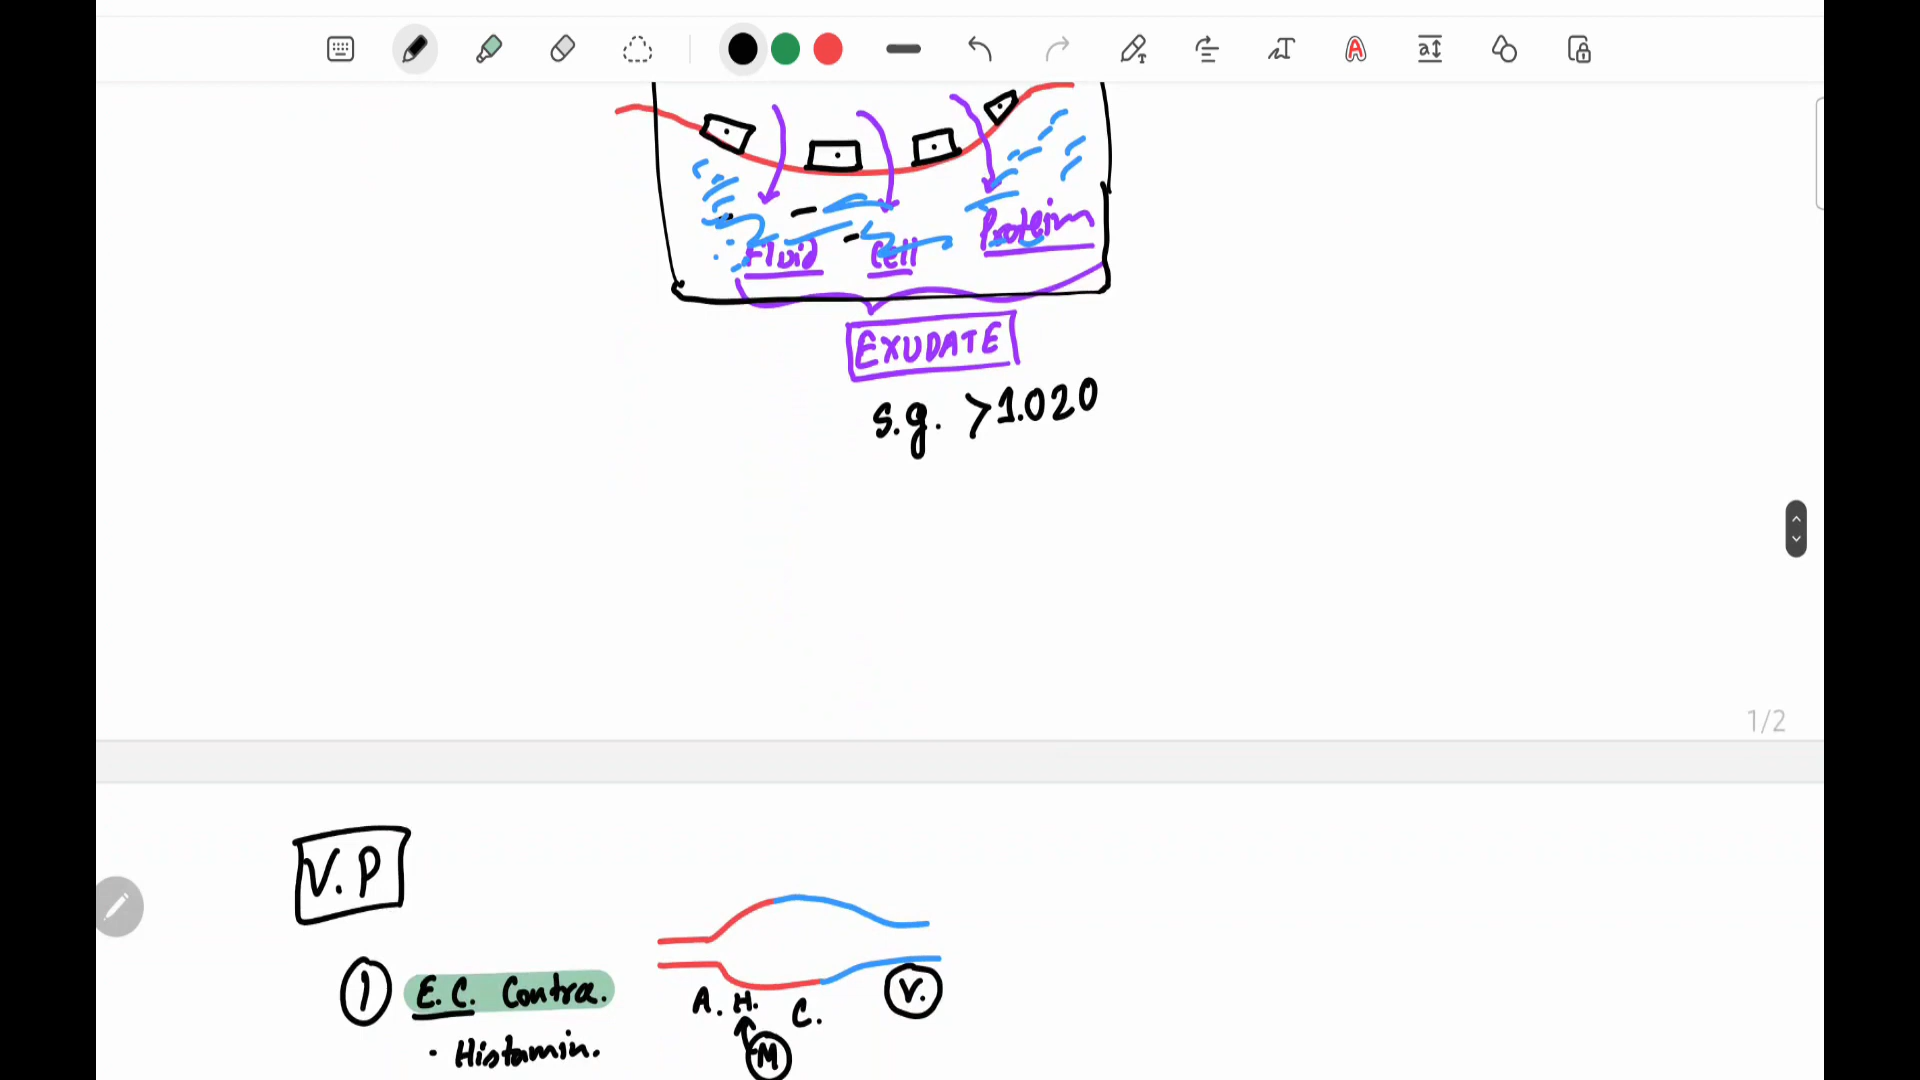 Fluid Cell Protein
EXUDATE
s.g. >1.020
1/2
V.P
1 E.C. Contra.
A. H. C. V.
· Histamin.
M